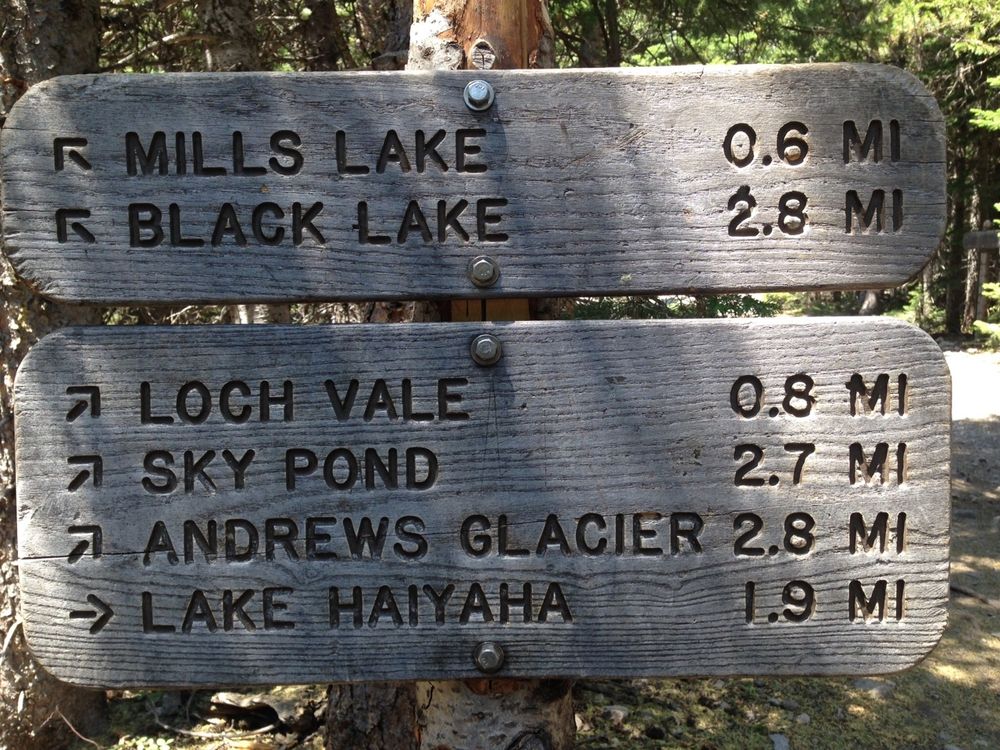 ↖ MILLS LAKE 0.6 MI
↖ BLACK LAKE 2.8 MI
↗ LOCH VALE 0.8 MI
↗ SKY POND 2.7 MI
↗ ANDREWS GLACIER 2.8 MI
→ LAKE HAIYAHA 1.9 MI